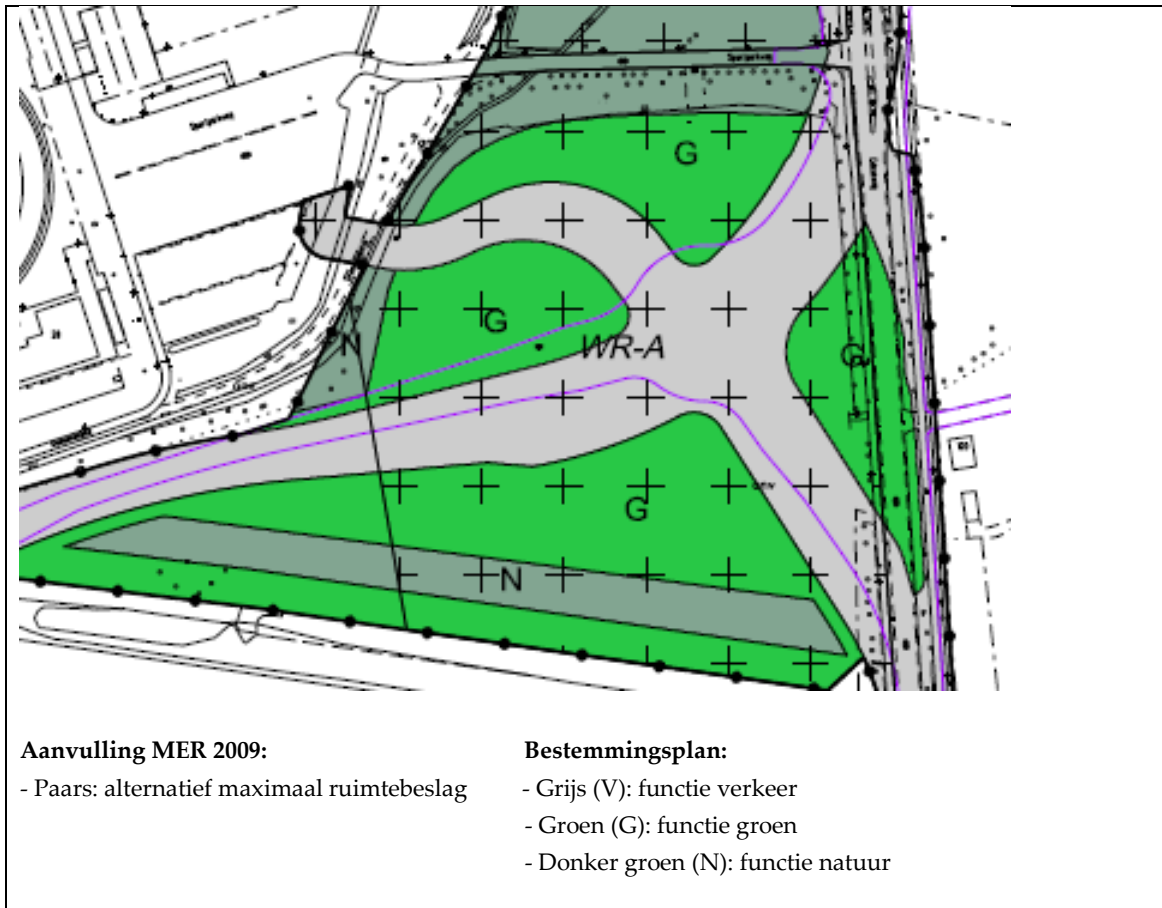 G
G
WR-A
N
G
G
N
Aanvulling MER 2009:
- Paars: alternatief maximaal ruimtebeslag
Bestemmingsplan:
- Grijs (V): functie verkeer
- Groen (G): functie groen
- Donker groen (N): functie natuur